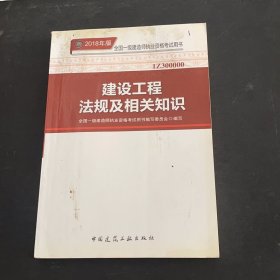 2018年版
全国一级建造师执业资格考试用书
1Z300000
建设工程
法规及相关知识
全国一级建造师执业资格考试用书编写委员会 编写
中国建筑工业出版社